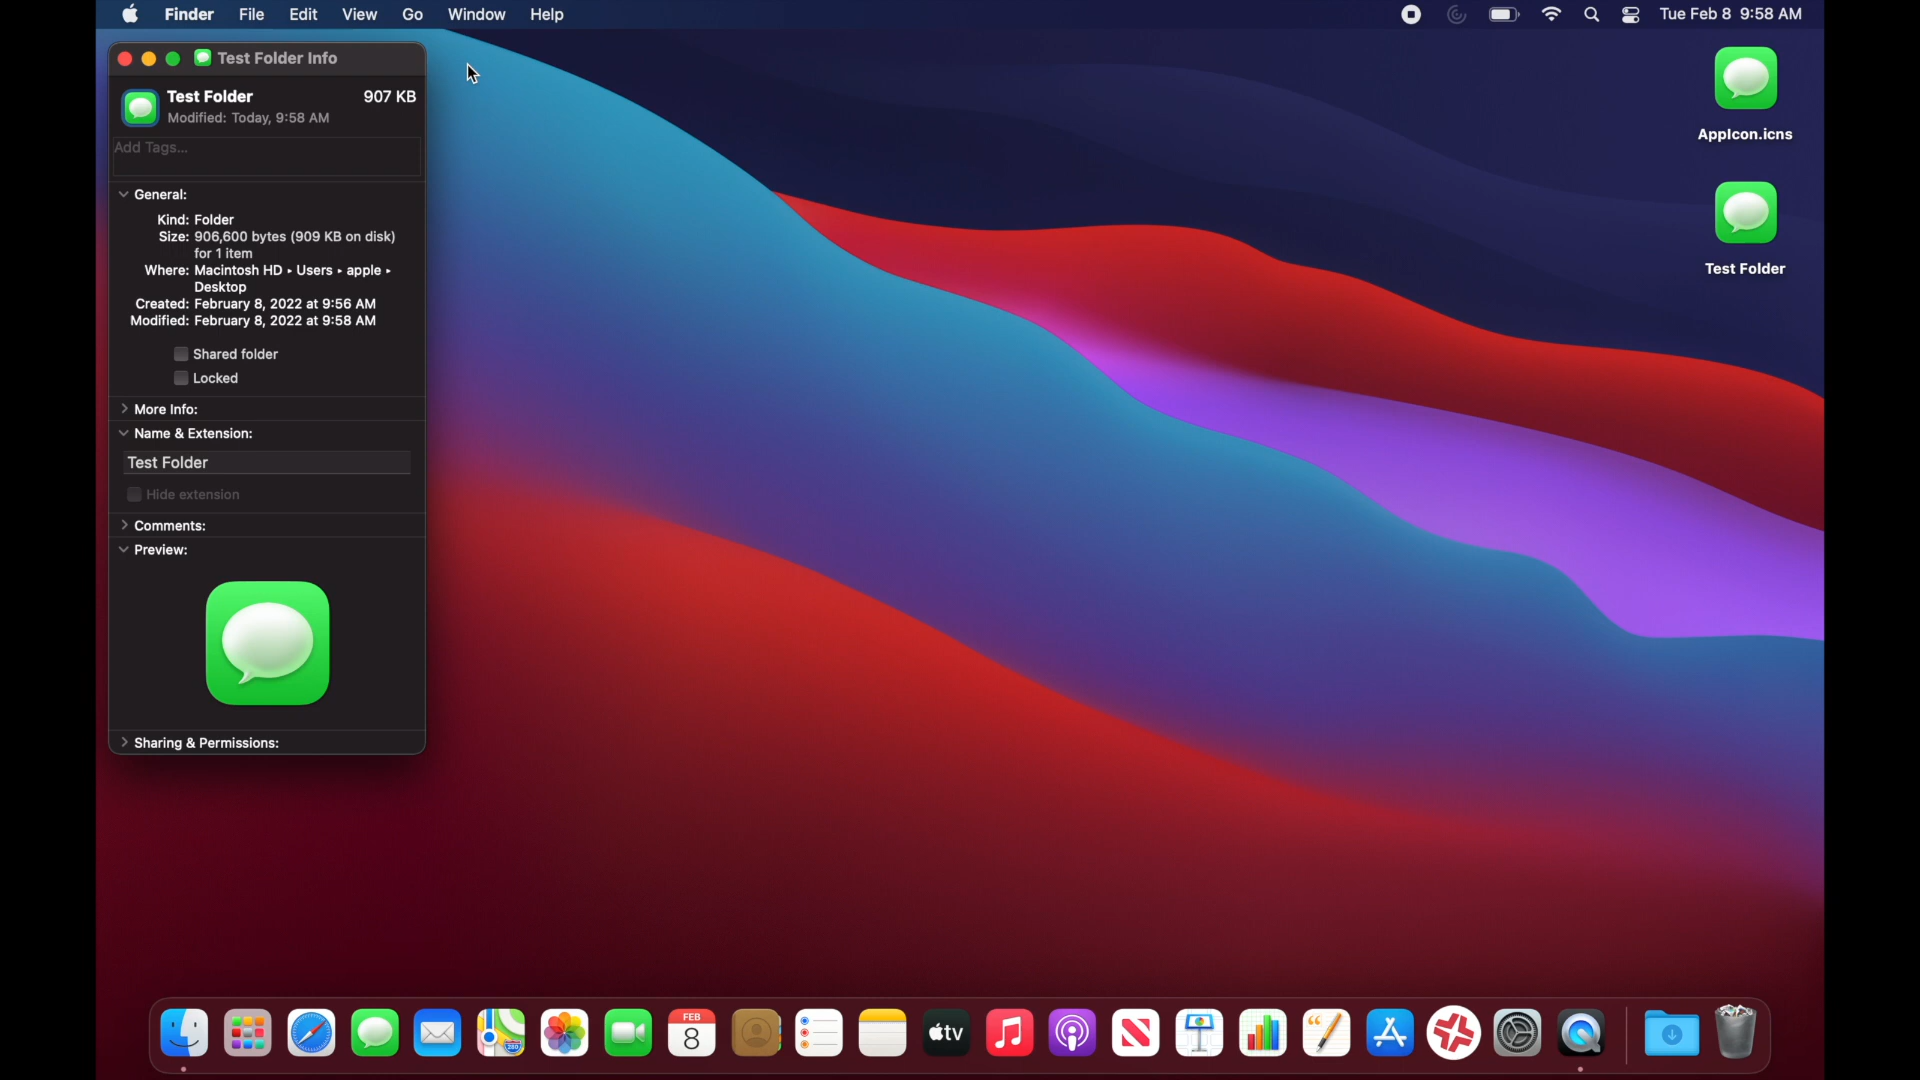 Finder File Edit View Go Window Help Tue Feb 8 9:58 AM
Test Folder Info
Test Folder 907 KB
Modified: Today, 9:58 AM
Add Tags...
General:
Kind: Folder
Size: 906,600 bytes (909 KB on disk)
for 1 item
Where: Macintosh HD ▸ Users ▸ apple ▸
Desktop
Created: February 8, 2022 at 9:56 AM
Modified: February 8, 2022 at 9:58 AM
Shared folder
Locked
More Info:
Name & Extension:
Test Folder
Hide extension
Comments:
Preview:
Sharing & Permissions:
AppIcon.icns
Test Folder
FEB
8
280
tv